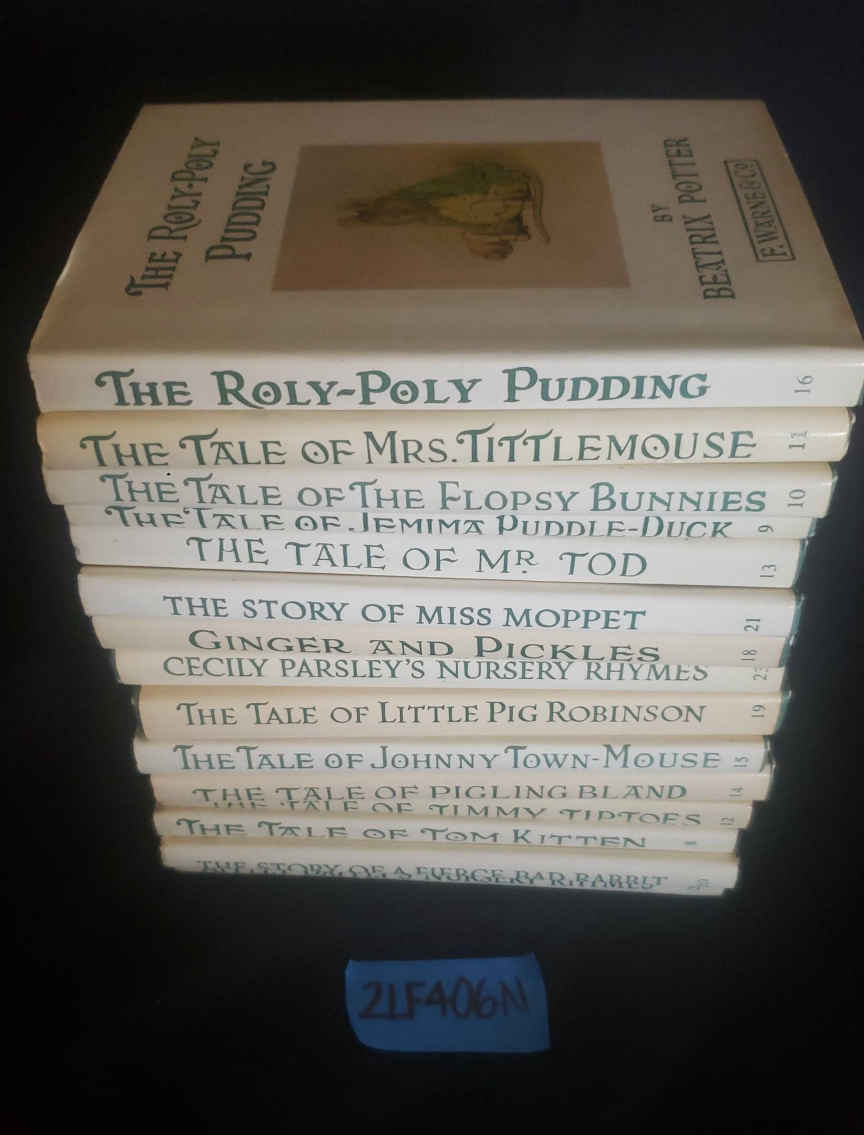 THE ROLY-POLY
PUDDING
BY
BEATRIX POTTER
F. WARNE & Co
THE ROLY-POLY PUDDING 16
THE TALE OF MRS. TITTLEMOUSE 11
THE TALE OF THE FLOPSY BUNNIES 10
THE TALE OF JEMIMA PUDDLE-DUCK 9
THE TALE OF MR. TOD 13
THE STORY OF MISS MOPPET 21
GINGER AND PICKLES 18
CECILY PARSLEY'S NURSERY RHYMES 23
THE TALE OF LITTLE PIG ROBINSON 19
THE TALE OF JOHNNY TOWN-MOUSE 15
THE TALE OF PIGLING BLAND 14
THE TALE OF TIMMY TIPTOES 12
THE TALE OF TOM KITTEN 8
THE STORY OF A FIERCE BAD RABBIT 20
NURSERY RHYMES
2LF406N